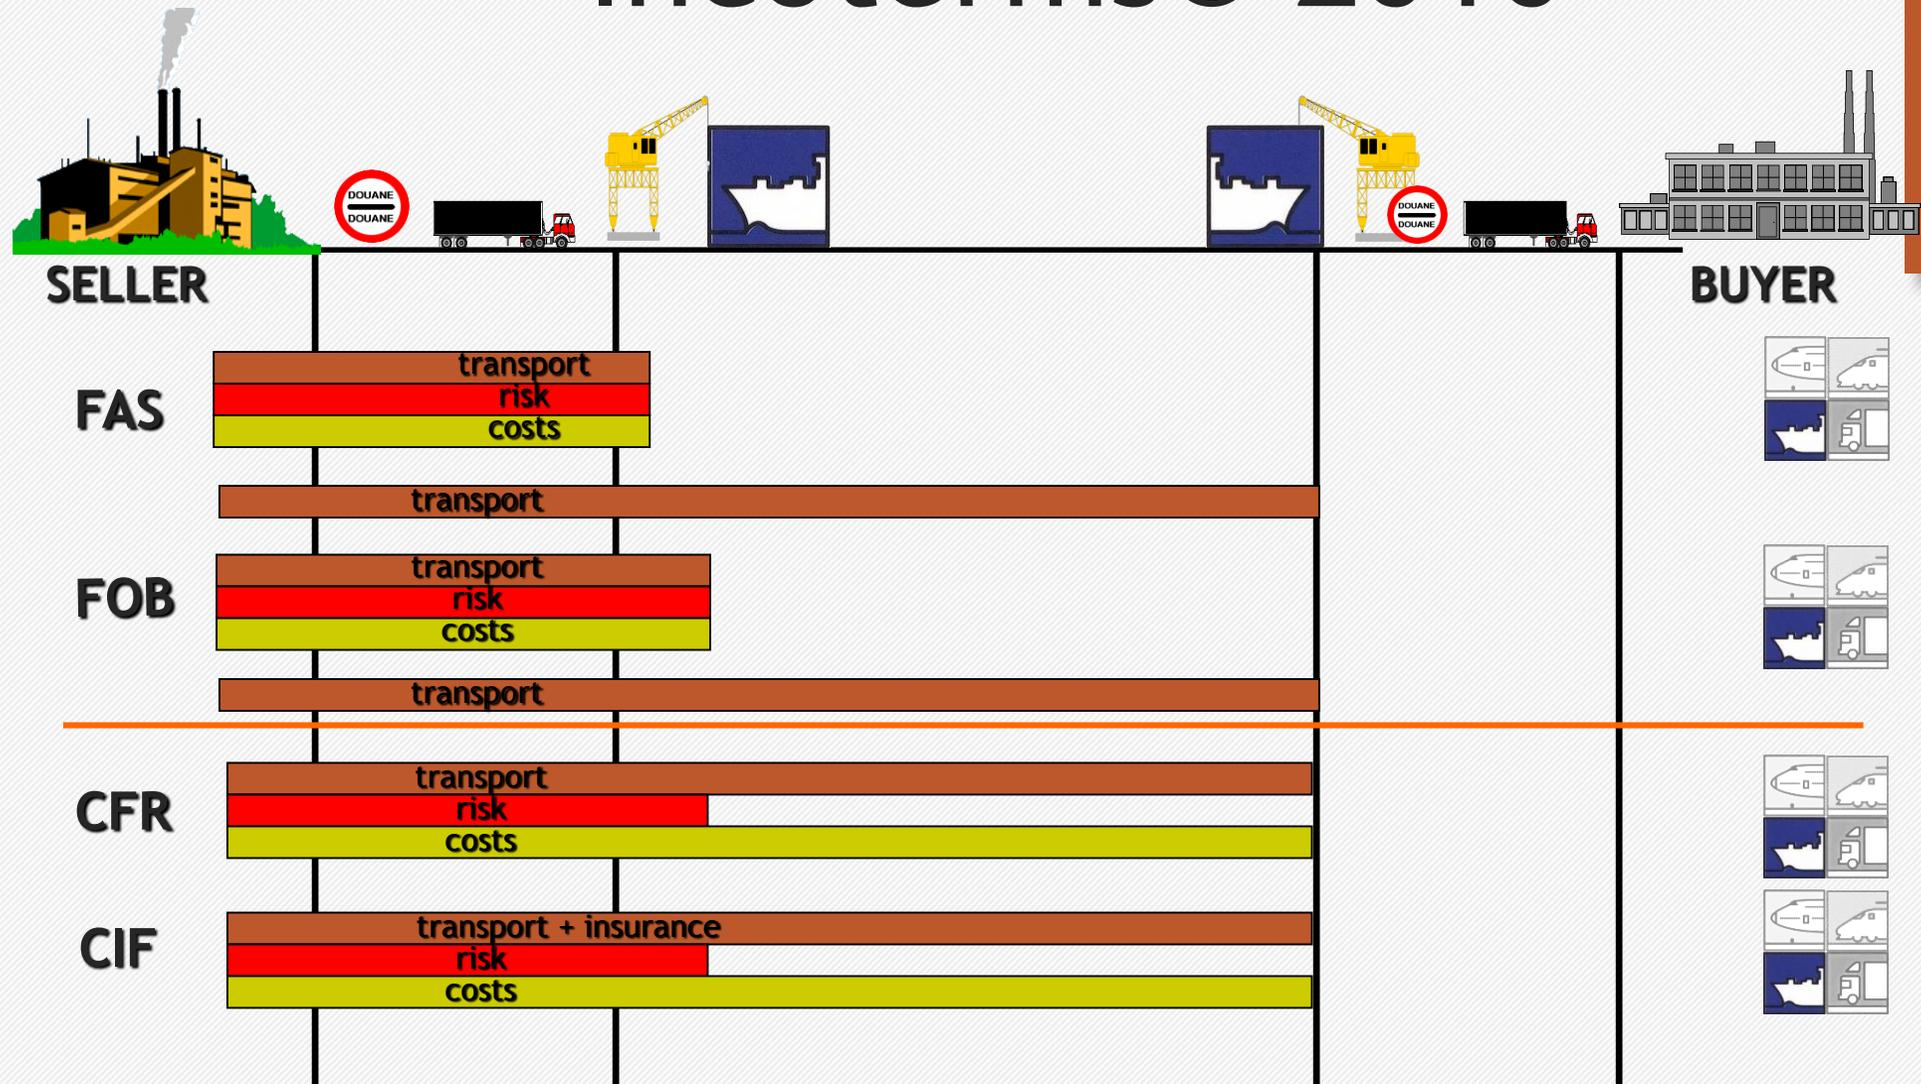 DOUANE
DOUANE
DOUANE
DOUANE
SELLER
BUYER
FAS
transport
risk
costs
transport
FOB
transport
risk
costs
transport
CFR
transport
risk
costs
CIF
transport + insurance
risk
costs